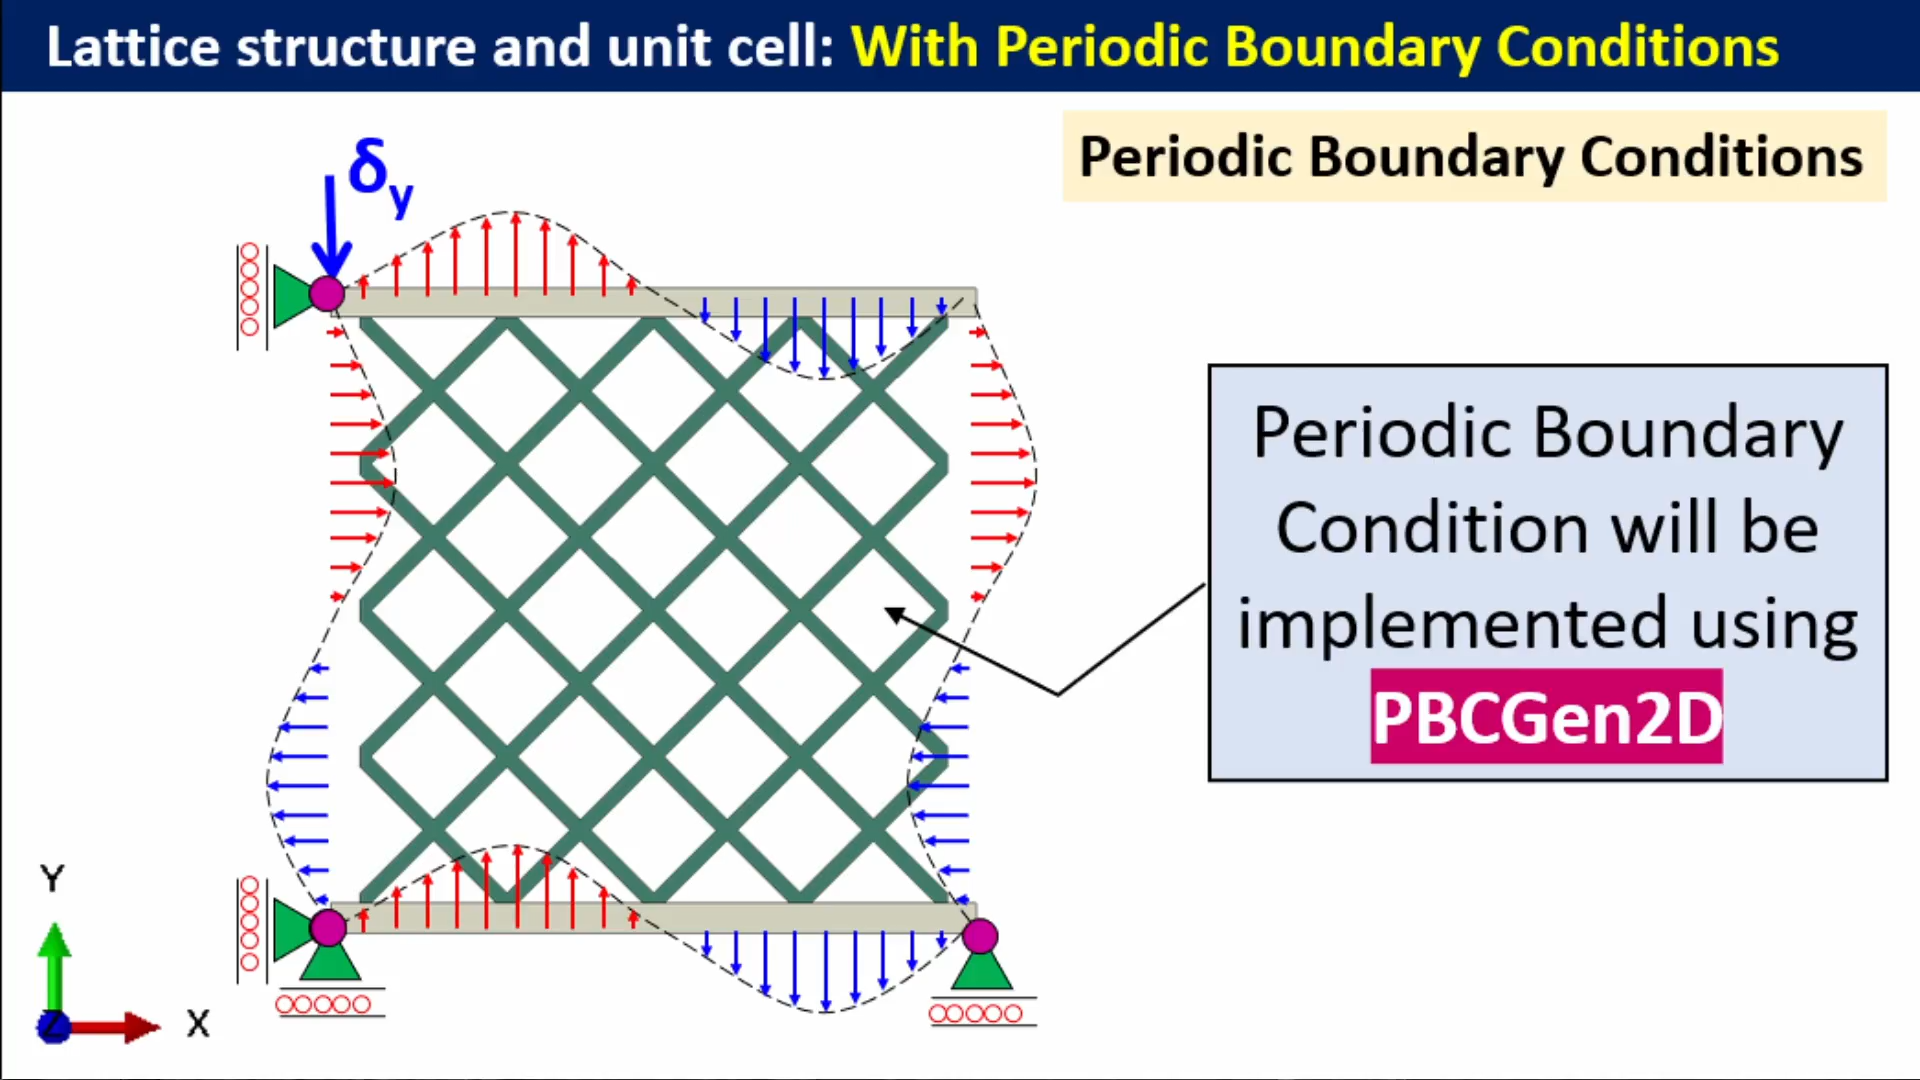 Lattice structure and unit cell: With Periodic Boundary Conditions
Periodic Boundary Conditions
δy
Periodic Boundary
Condition will be
implemented using
PBCGen2D
Y
Z
X